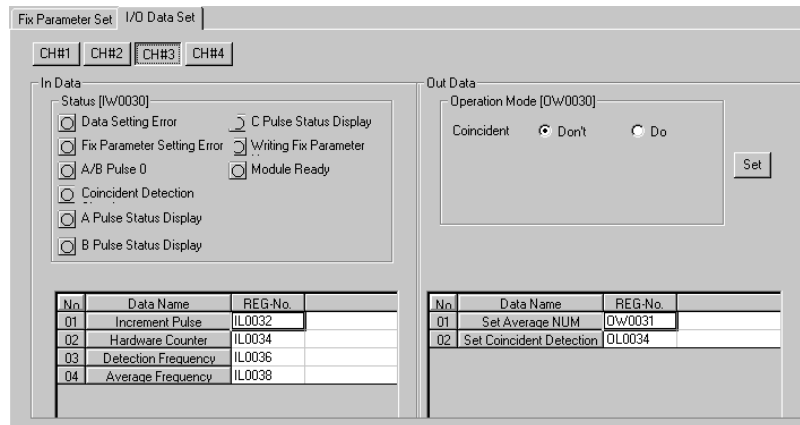 Fix Parameter Set I/O Data Set
CH#1 CH#2 CH#3 CH#4
In Data
Status [IW0030]
Data Setting Error C Pulse Status Display
Fix Parameter Setting Error Writing Fix Parameter
A/B Pulse 0 Module Ready
Coincident Detection
A Pulse Status Display
B Pulse Status Display
No Data Name REG-No.
01 Increment Pulse IL0032
02 Hardware Counter IL0034
03 Detection Frequency IL0036
04 Average Frequency IL0038
Out Data
Operation Mode [OW0030]
Coincident Don't Do
Set
No Data Name REG-No.
01 Set Average NUM OW0031
02 Set Coincident Detection OL0034